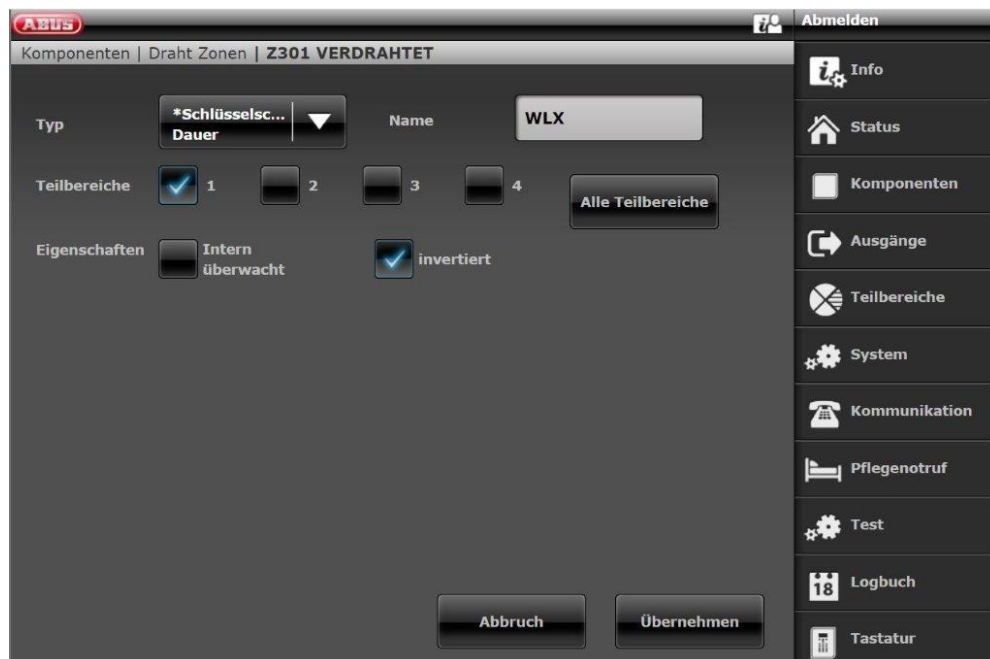 ABUS
Abmelden
Komponenten | Draht Zonen | Z301 VERDRAHTET
Typ
*Schlüsselsc...
Dauer
Name
WLX
Teilbereiche
1
2
3
4
Alle Teilbereiche
Eigenschaften
Intern
überwacht
invertiert
Abbruch
Übernehmen
Info
Status
Komponenten
Ausgänge
Teilbereiche
System
Kommunikation
Pflegenotruf
Test
18
Logbuch
Tastatur